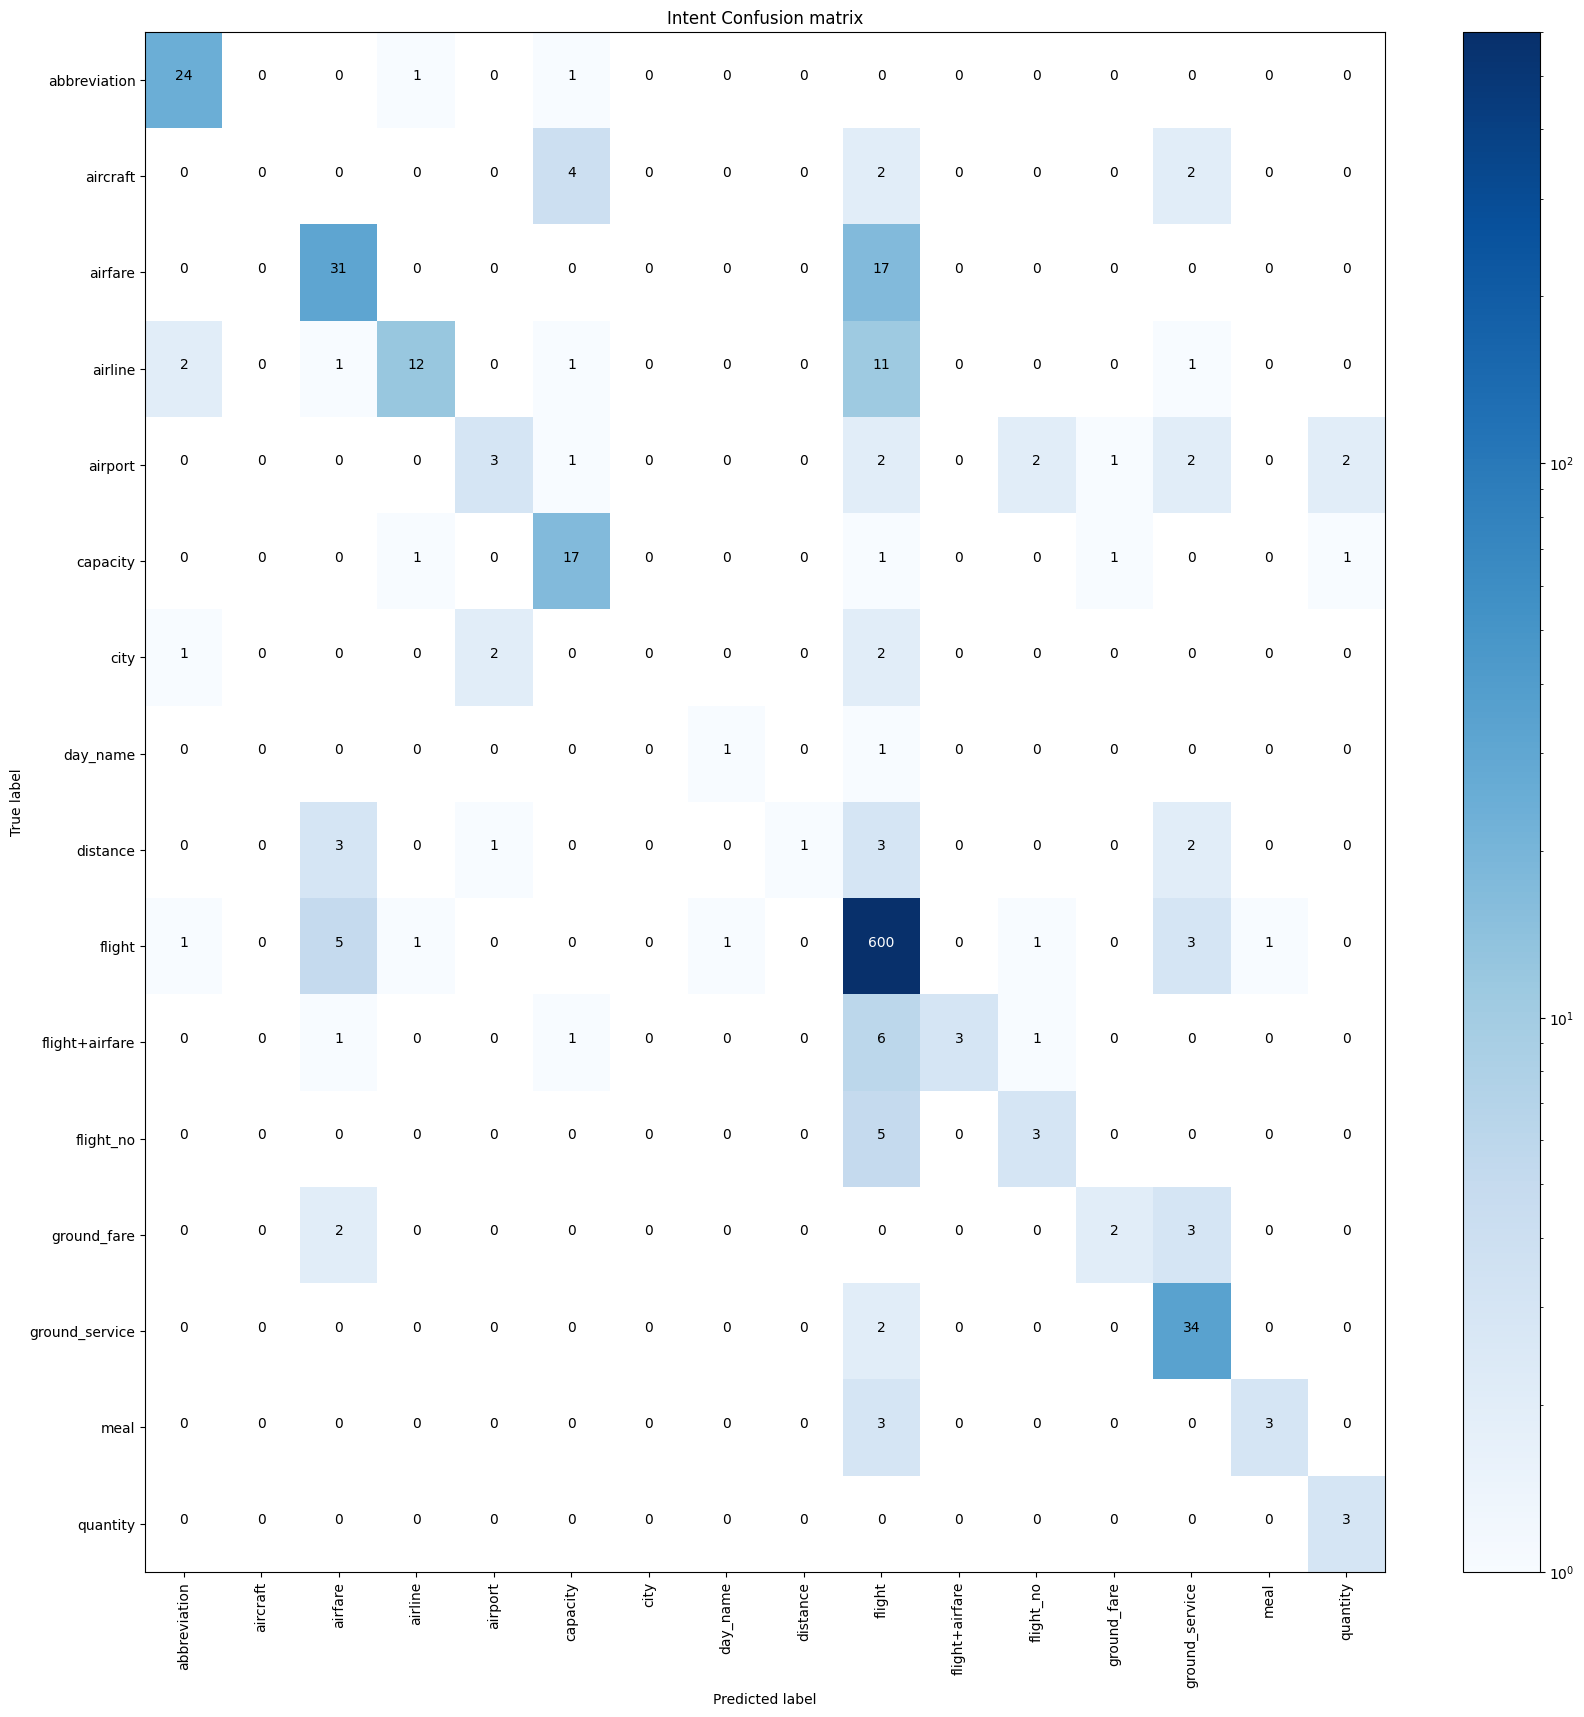 Intent Confusion matrix
abbreviation 24 0 0 1 0 1 0 0 0 0 0 0 0 0 0 0
aircraft 0 0 0 0 0 4 0 0 0 2 0 0 0 2 0 0
airfare 0 0 31 0 0 0 0 0 0 17 0 0 0 0 0 0
airline 2 0 1 12 0 1 0 0 0 11 0 0 0 1 0 0
airport 0 0 0 0 3 1 0 0 0 2 0 2 1 2 0 2
capacity 0 0 0 1 0 17 0 0 0 1 0 0 1 0 0 1
city 1 0 0 0 2 0 0 0 0 2 0 0 0 0 0 0
day_name 0 0 0 0 0 0 0 1 0 1 0 0 0 0 0 0
distance 0 0 3 0 1 0 0 0 1 3 0 0 0 2 0 0
flight 1 0 5 1 0 0 0 1 0 600 0 1 0 3 1 0
flight+airfare 0 0 1 0 0 1 0 0 0 6 3 1 0 0 0 0
flight_no 0 0 0 0 0 0 0 0 0 5 0 3 0 0 0 0
ground_fare 0 0 2 0 0 0 0 0 0 0 0 0 2 3 0 0
ground_service 0 0 0 0 0 0 0 0 0 2 0 0 0 34 0 0
meal 0 0 0 0 0 0 0 0 0 3 0 0 0 0 3 0
quantity 0 0 0 0 0 0 0 0 0 0 0 0 0 0 0 3
True label
abbreviation
aircraft
airfare
airline
airport
capacity
city
day_name
distance
flight
flight+airfare
flight_no
ground_fare
ground_service
meal
quantity
Predicted label
10²
10¹
10⁰